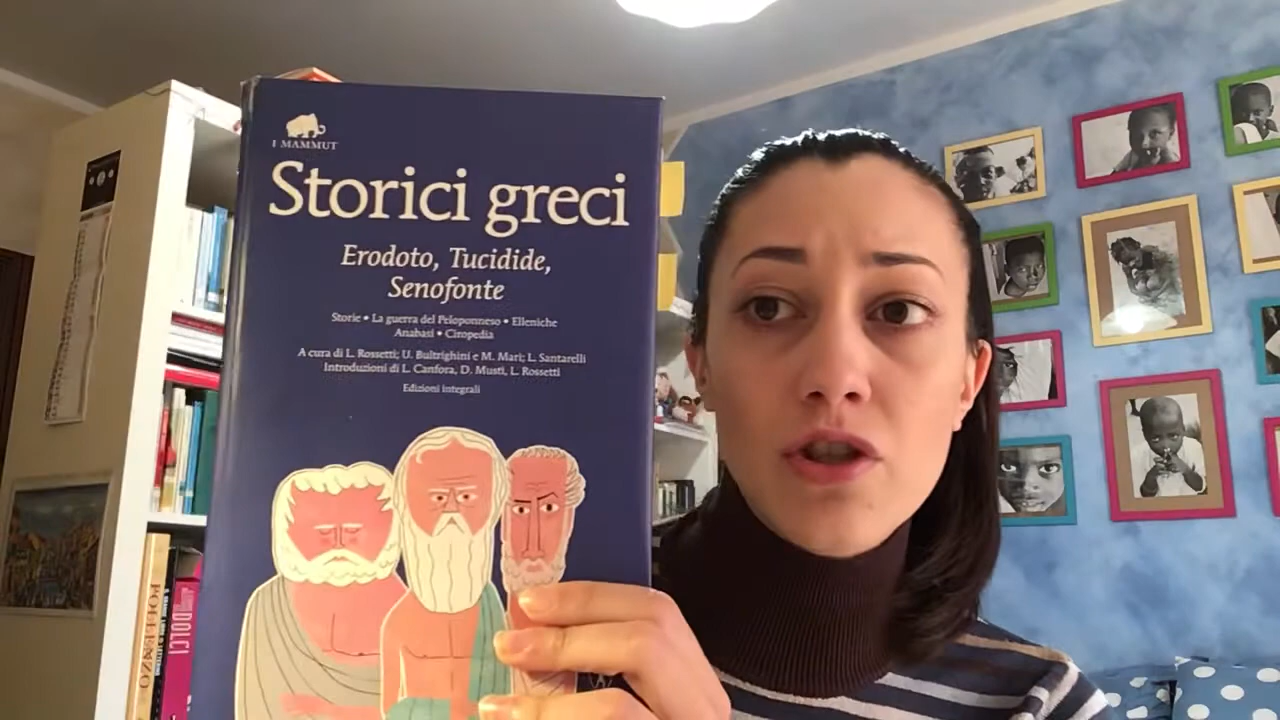 I MAMMUT
Storici greci
Erodoto, Tucidide,
Senofonte
Storie • La guerra del Peloponneso • Elleniche
Anabasi • Ciropedia
A cura di L. Rossetti; U. Bultrighini e M. Mari; L. Santarelli
Introduzioni di L. Canfora, D. Musti, L. Rossetti
Edizioni integrali
DOLCI